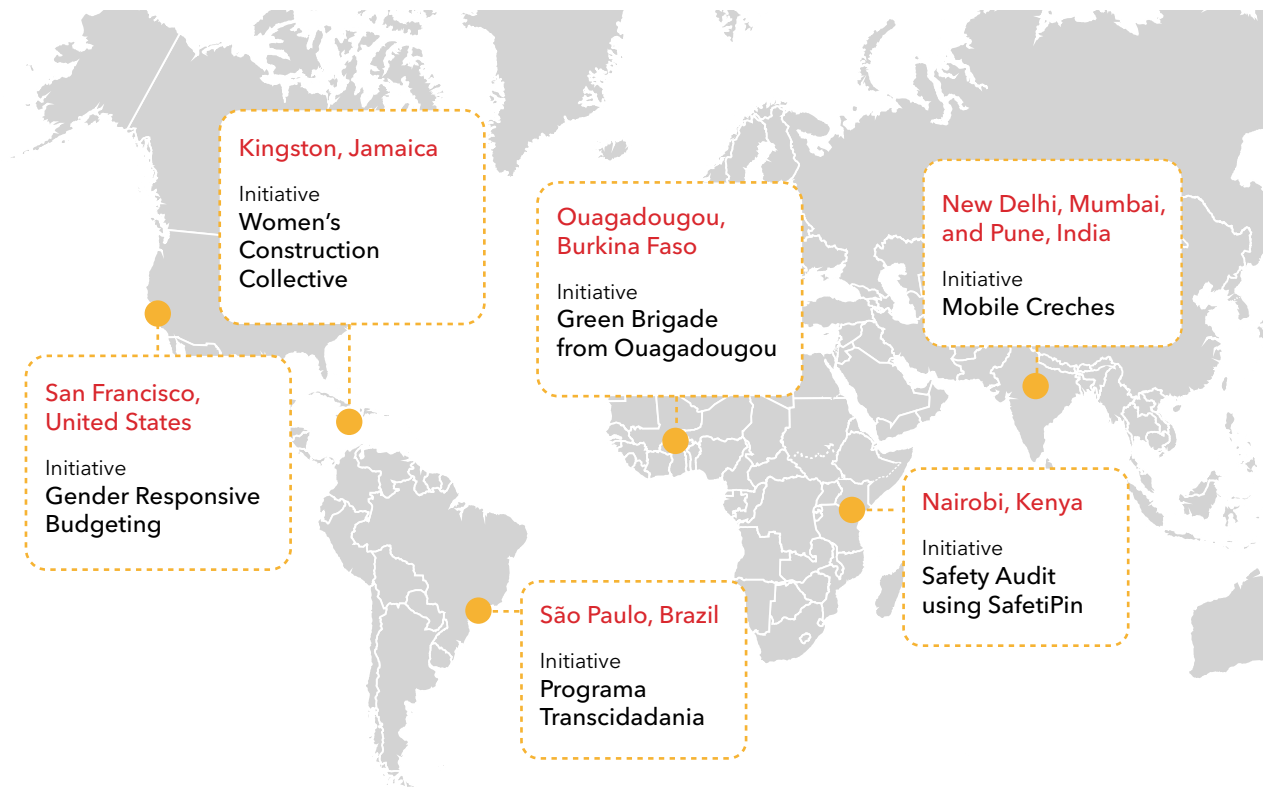 Kingston, Jamaica
Initiative
Women’s
Construction
Collective
San Francisco,
United States
Initiative
Gender Responsive
Budgeting
Ouagadougou,
Burkina Faso
Initiative
Green Brigade
from Ouagadougou
New Delhi, Mumbai,
and Pune, India
Initiative
Mobile Creches
Nairobi, Kenya
Initiative
Safety Audit
using SafetiPin
São Paulo, Brazil
Initiative
Programa
Transcidadania